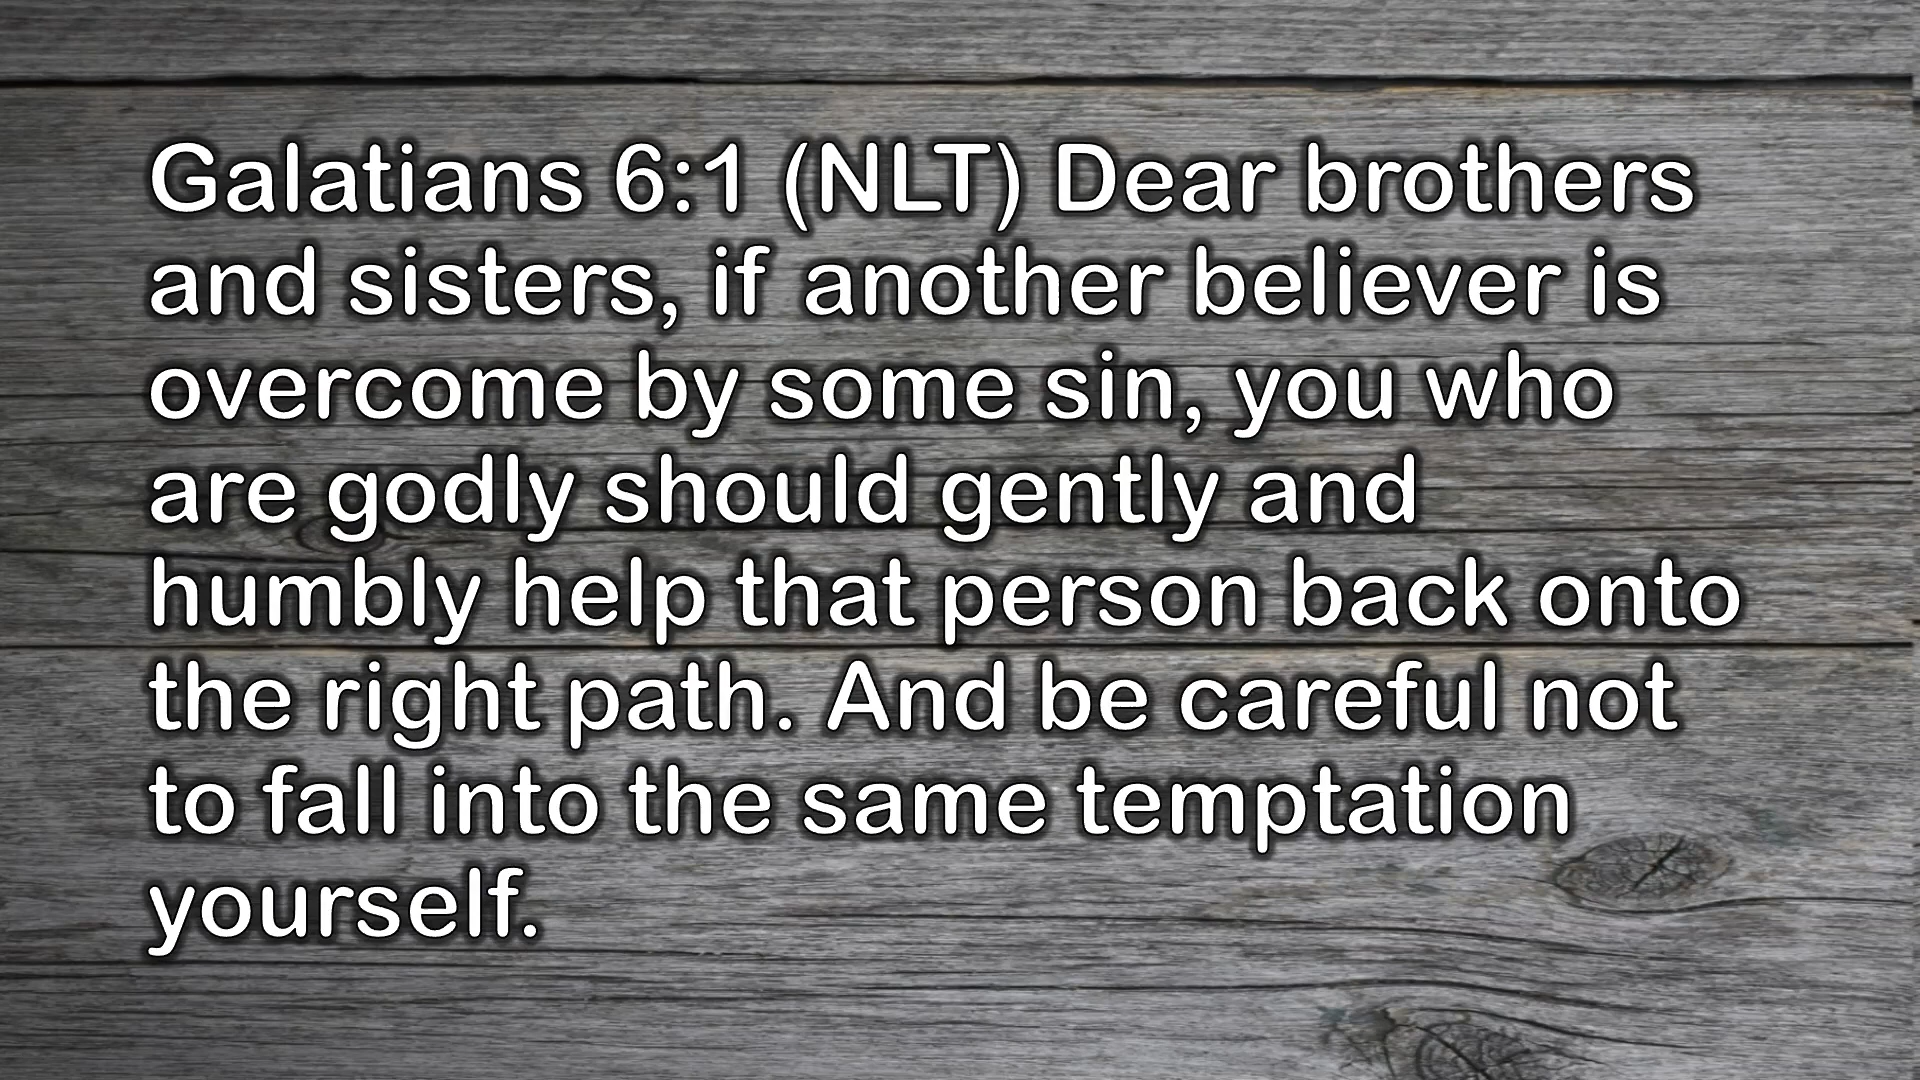 Galatians 6:1 (NLT) Dear brothers
and sisters, if another believer is
overcome by some sin, you who
are godly should gently and
humbly help that person back onto
the right path. And be careful not
to fall into the same temptation
yourself.